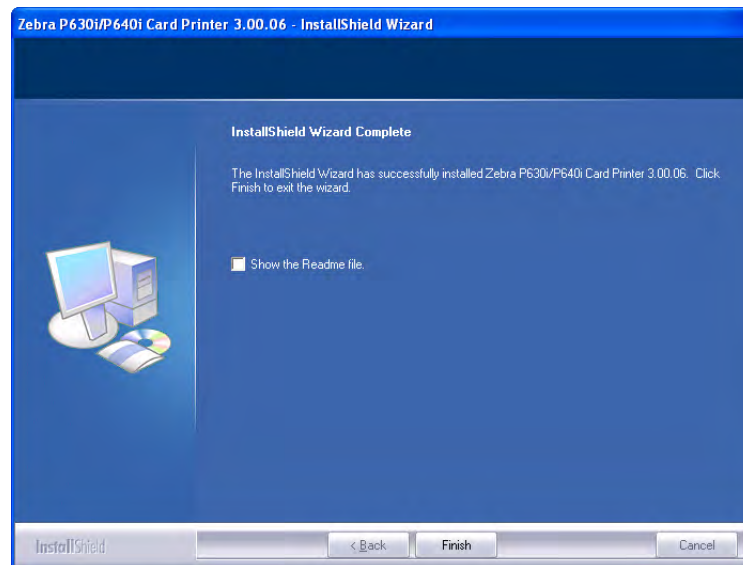 Zebra P630i/P640i Card Printer 3.00.06 - InstallShield Wizard
InstallShield Wizard Complete
The InstallShield Wizard has successfully installed Zebra P630i/P640i Card Printer 3.00.06. Click
Finish to exit the wizard.
Show the Readme file.
InstallShield
< Back
Finish
Cancel